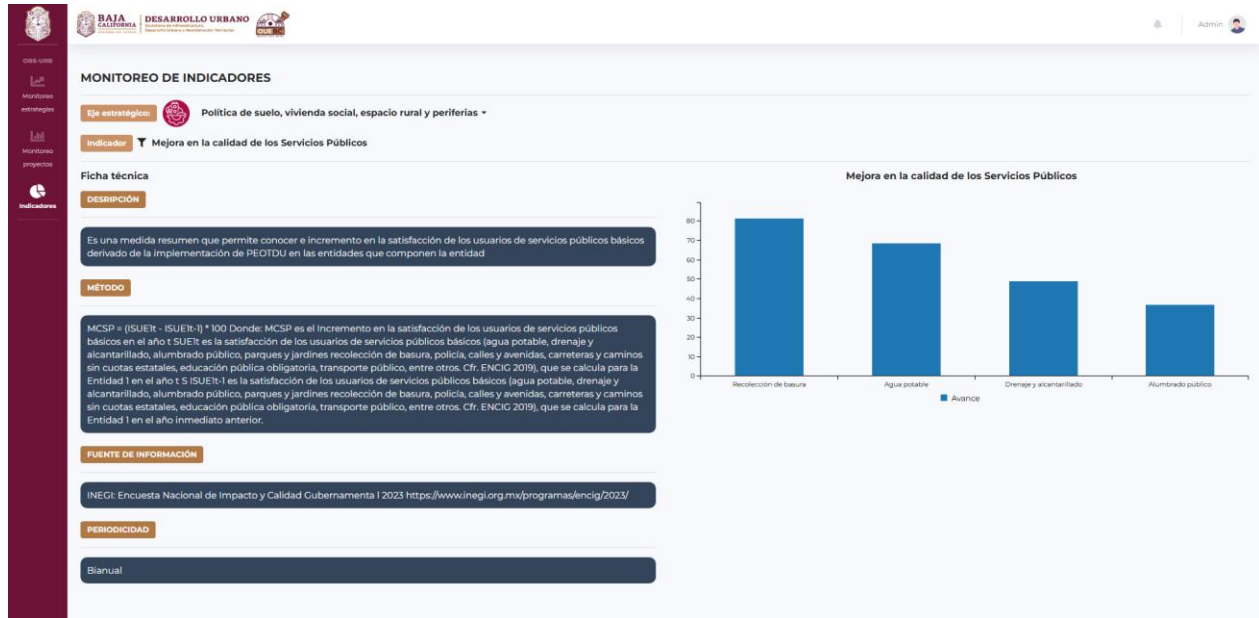 BAJA
CALIFORNIA
DESARROLLO URBANO
Secretaría de Infraestructura,
Desarrollo Urbano y Reordenación Territorial
OUE
Admin
OBS-URB
Monitoreo
estrategias
Monitoreo
proyectos
Indicadores
MONITOREO DE INDICADORES
Eje estratégico:
Política de suelo, vivienda social, espacio rural y periferias
Indicador
Mejora en la calidad de los Servicios Públicos
Ficha técnica
DESRIPCIÓN
Es una medida resumen que permite conocer e incremento en la satisfacción de los usuarios de servicios públicos básicos
derivado de la implementación de PEOTDU en las entidades que componen la entidad
MÉTODO
MCSP = (ISUE1t - ISUE1t-1) * 100 Donde: MCSP es el Incremento en la satisfacción de los usuarios de servicios públicos
básicos en el año t SUE1t es la satisfacción de los usuarios de servicios públicos básicos (agua potable, drenaje y
alcantarillado, alumbrado público, parques y jardines recolección de basura, policía, calles y avenidas, carreteras y caminos
sin cuotas estatales, educación pública obligatoria, transporte público, entre otros. Cfr. ENCIG 2019), que se calcula para la
Entidad 1 en el año t S ISUE1t-1 es la satisfacción de los usuarios de servicios públicos básicos (agua potable, drenaje y
alcantarillado, alumbrado público, parques y jardines recolección de basura, policía, calles y avenidas, carreteras y caminos
sin cuotas estatales, educación pública obligatoria, transporte público, entre otros. Cfr. ENCIG 2019), que se calcula para la
Entidad 1 en el año inmediato anterior.
FUENTE DE INFORMACIÓN
INEGI: Encuesta Nacional de Impacto y Calidad Gubernamenta l 2023 https://www.inegi.org.mx/programas/encig/2023/
PERIODICIDAD
Bianual
Mejora en la calidad de los Servicios Públicos
80
70
60
50
40
30
20
10
0
Recolección de basura
Agua potable
Drenaje y alcantarillado
Alumbrado público
Avance